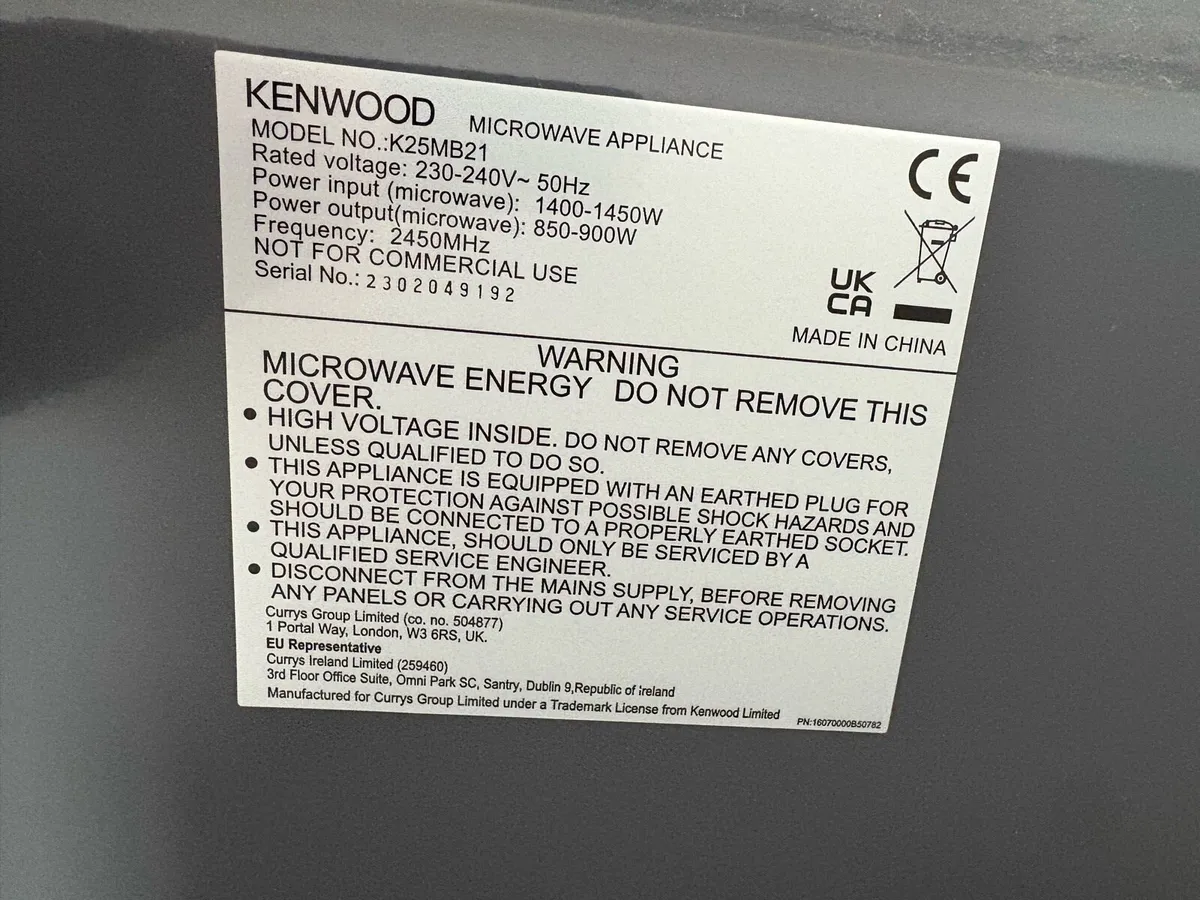 KENWOOD MICROWAVE APPLIANCE
MODEL NO.:K25MB21
Rated voltage: 230-240V~ 50Hz
Power input (microwave): 1400-1450W
Power output(microwave): 850-900W
Frequency: 2450MHz
NOT FOR COMMERCIAL USE
Serial No.: 2302049192
CE
UK
CA
MADE IN CHINA
WARNING
MICROWAVE ENERGY DO NOT REMOVE THIS
COVER.
• HIGH VOLTAGE INSIDE. DO NOT REMOVE ANY COVERS,
UNLESS QUALIFIED TO DO SO.
• THIS APPLIANCE IS EQUIPPED WITH AN EARTHED PLUG FOR
YOUR PROTECTION AGAINST POSSIBLE SHOCK HAZARDS AND
SHOULD BE CONNECTED TO A PROPERLY EARTHED SOCKET.
• THIS APPLIANCE, SHOULD ONLY BE SERVICED BY A
QUALIFIED SERVICE ENGINEER.
• DISCONNECT FROM THE MAINS SUPPLY, BEFORE REMOVING
ANY PANELS OR CARRYING OUT ANY SERVICE OPERATIONS.
Currys Group Limited (co. no. 504877)
1 Portal Way, London, W3 6RS, UK.
EU Representative
Currys Ireland Limited (259460)
3rd Floor Office Suite, Omni Park SC, Santry, Dublin 9,Republic of Ireland
Manufactured for Currys Group Limited under a Trademark License from Kenwood Limited
PN:16070000B50782